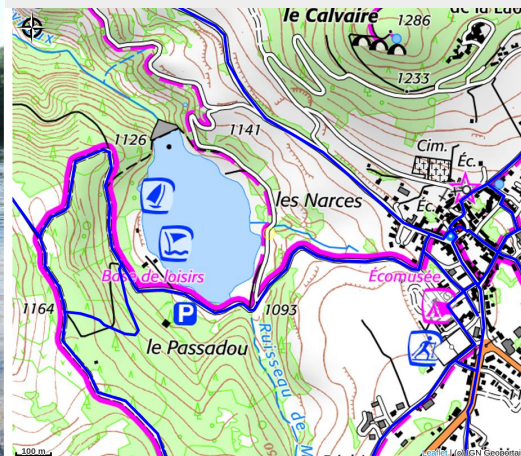 le Calvaire
1286
1233
1126
1141
Cim.
Éc.
les Narces
Éc.
Base de loisirs
Écomusée
1164
P
1093
le Passadou
Ruisseau de
100 m
Leaflet | (c) IGN Geoportail